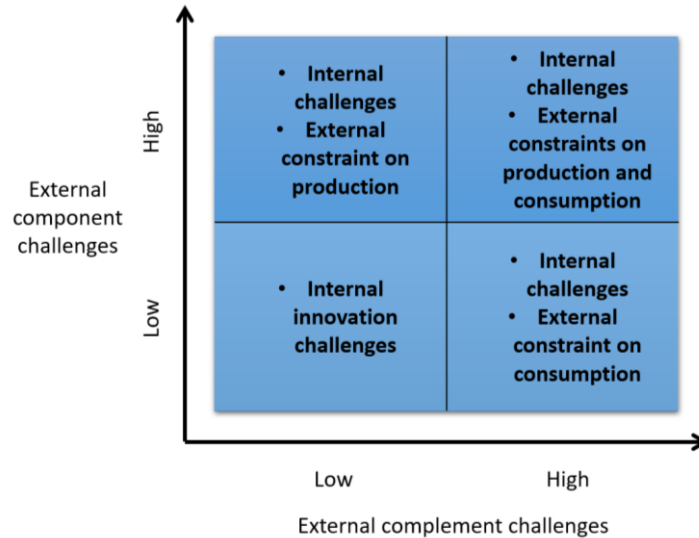 • Internal
challenges
• External
constraint on
production
• Internal
challenges
• External
constraints on
production and
consumption
High
External
component
challenges
Low
• Internal
innovation
challenges
• Internal
challenges
• External
constraint on
consumption
Low
High
External complement challenges